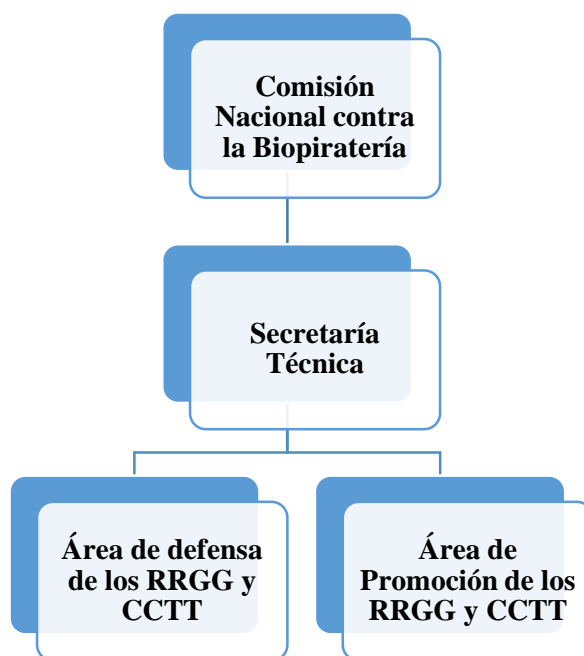 Comisión
Nacional contra
la Biopiratería
Secretaría
Técnica
Área de defensa
de los RRGG y
CCTT
Área de
Promoción de los
RRGG y CCTT